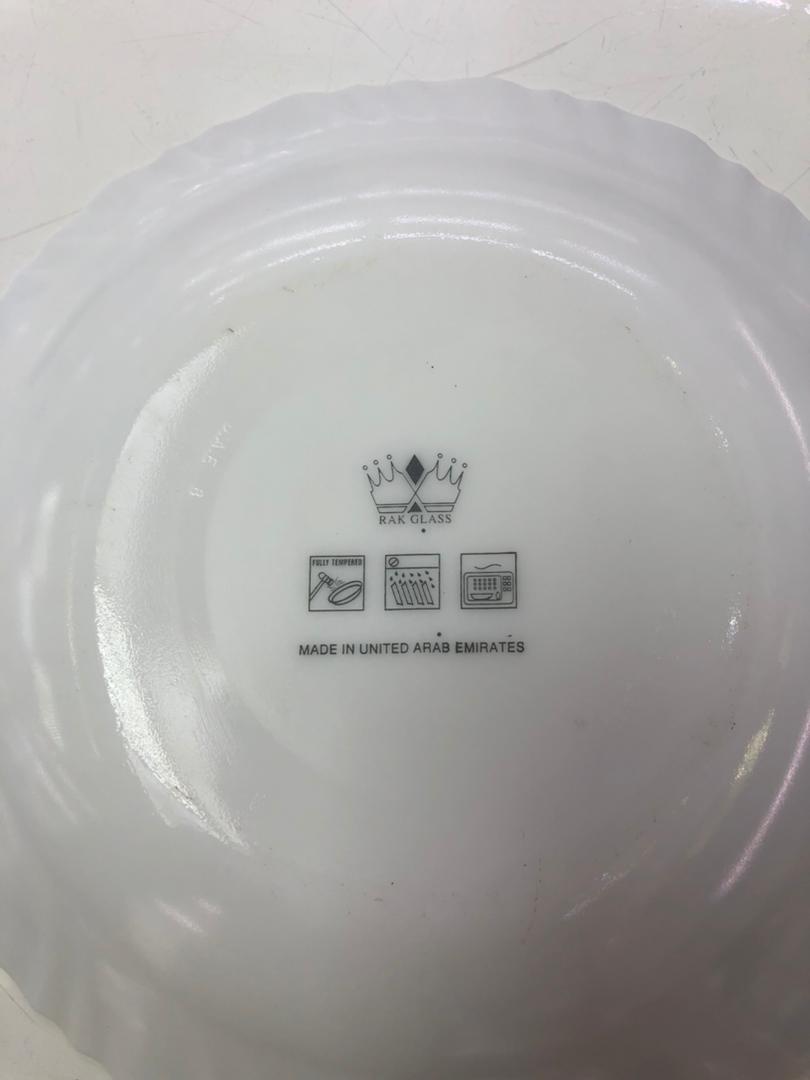 RAK GLASS
FULLY TEMPERED
MADE IN UNITED ARAB EMIRATES